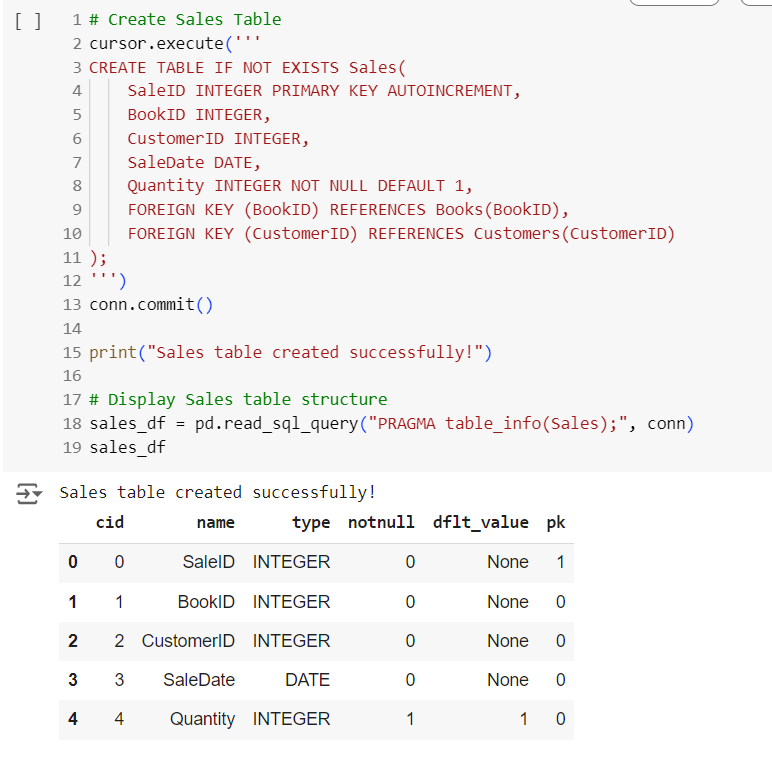 [ ]
1 # Create Sales Table
2 cursor.execute('''
3 CREATE TABLE IF NOT EXISTS Sales(
4     SaleID INTEGER PRIMARY KEY AUTOINCREMENT,
5     BookID INTEGER,
6     CustomerID INTEGER,
7     SaleDate DATE,
8     Quantity INTEGER NOT NULL DEFAULT 1,
9     FOREIGN KEY (BookID) REFERENCES Books(BookID),
10     FOREIGN KEY (CustomerID) REFERENCES Customers(CustomerID)
11 );
12 ''')
13 conn.commit()
14
15 print("Sales table created successfully!")
16
17 # Display Sales table structure
18 sales_df = pd.read_sql_query("PRAGMA table_info(Sales);", conn)
19 sales_df
Sales table created successfully!
cid name type notnull dflt_value pk
0 0 SaleID INTEGER 0 None 1
1 1 BookID INTEGER 0 None 0
2 2 CustomerID INTEGER 0 None 0
3 3 SaleDate DATE 0 None 0
4 4 Quantity INTEGER 1 1 0